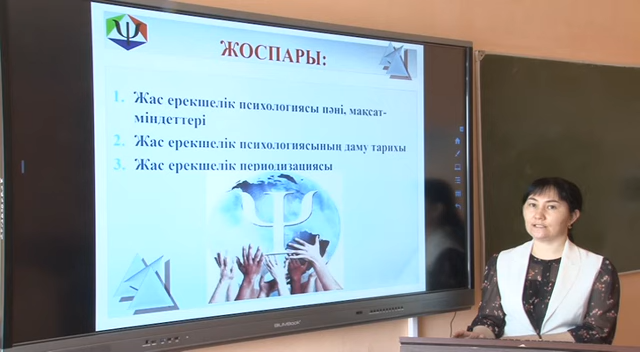 ЖОСПАРЫ:
1. Жас ерекшелік психологиясы пәні, мақсат-
міндеттері
2. Жас ерекшелік психологиясының даму тарихы
3. Жас ерекшелік периодизациясы